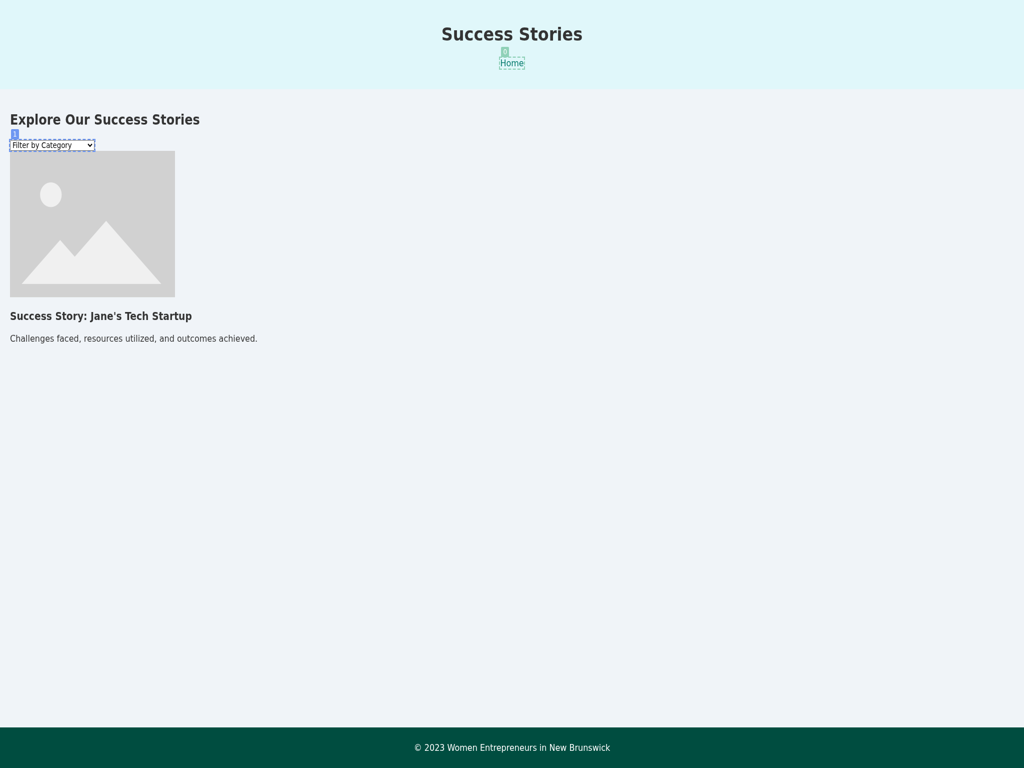 Success Stories
0
Home
Explore Our Success Stories
1
Filter by Category
Success Story: Jane's Tech Startup
Challenges faced, resources utilized, and outcomes achieved.
© 2023 Women Entrepreneurs in New Brunswick